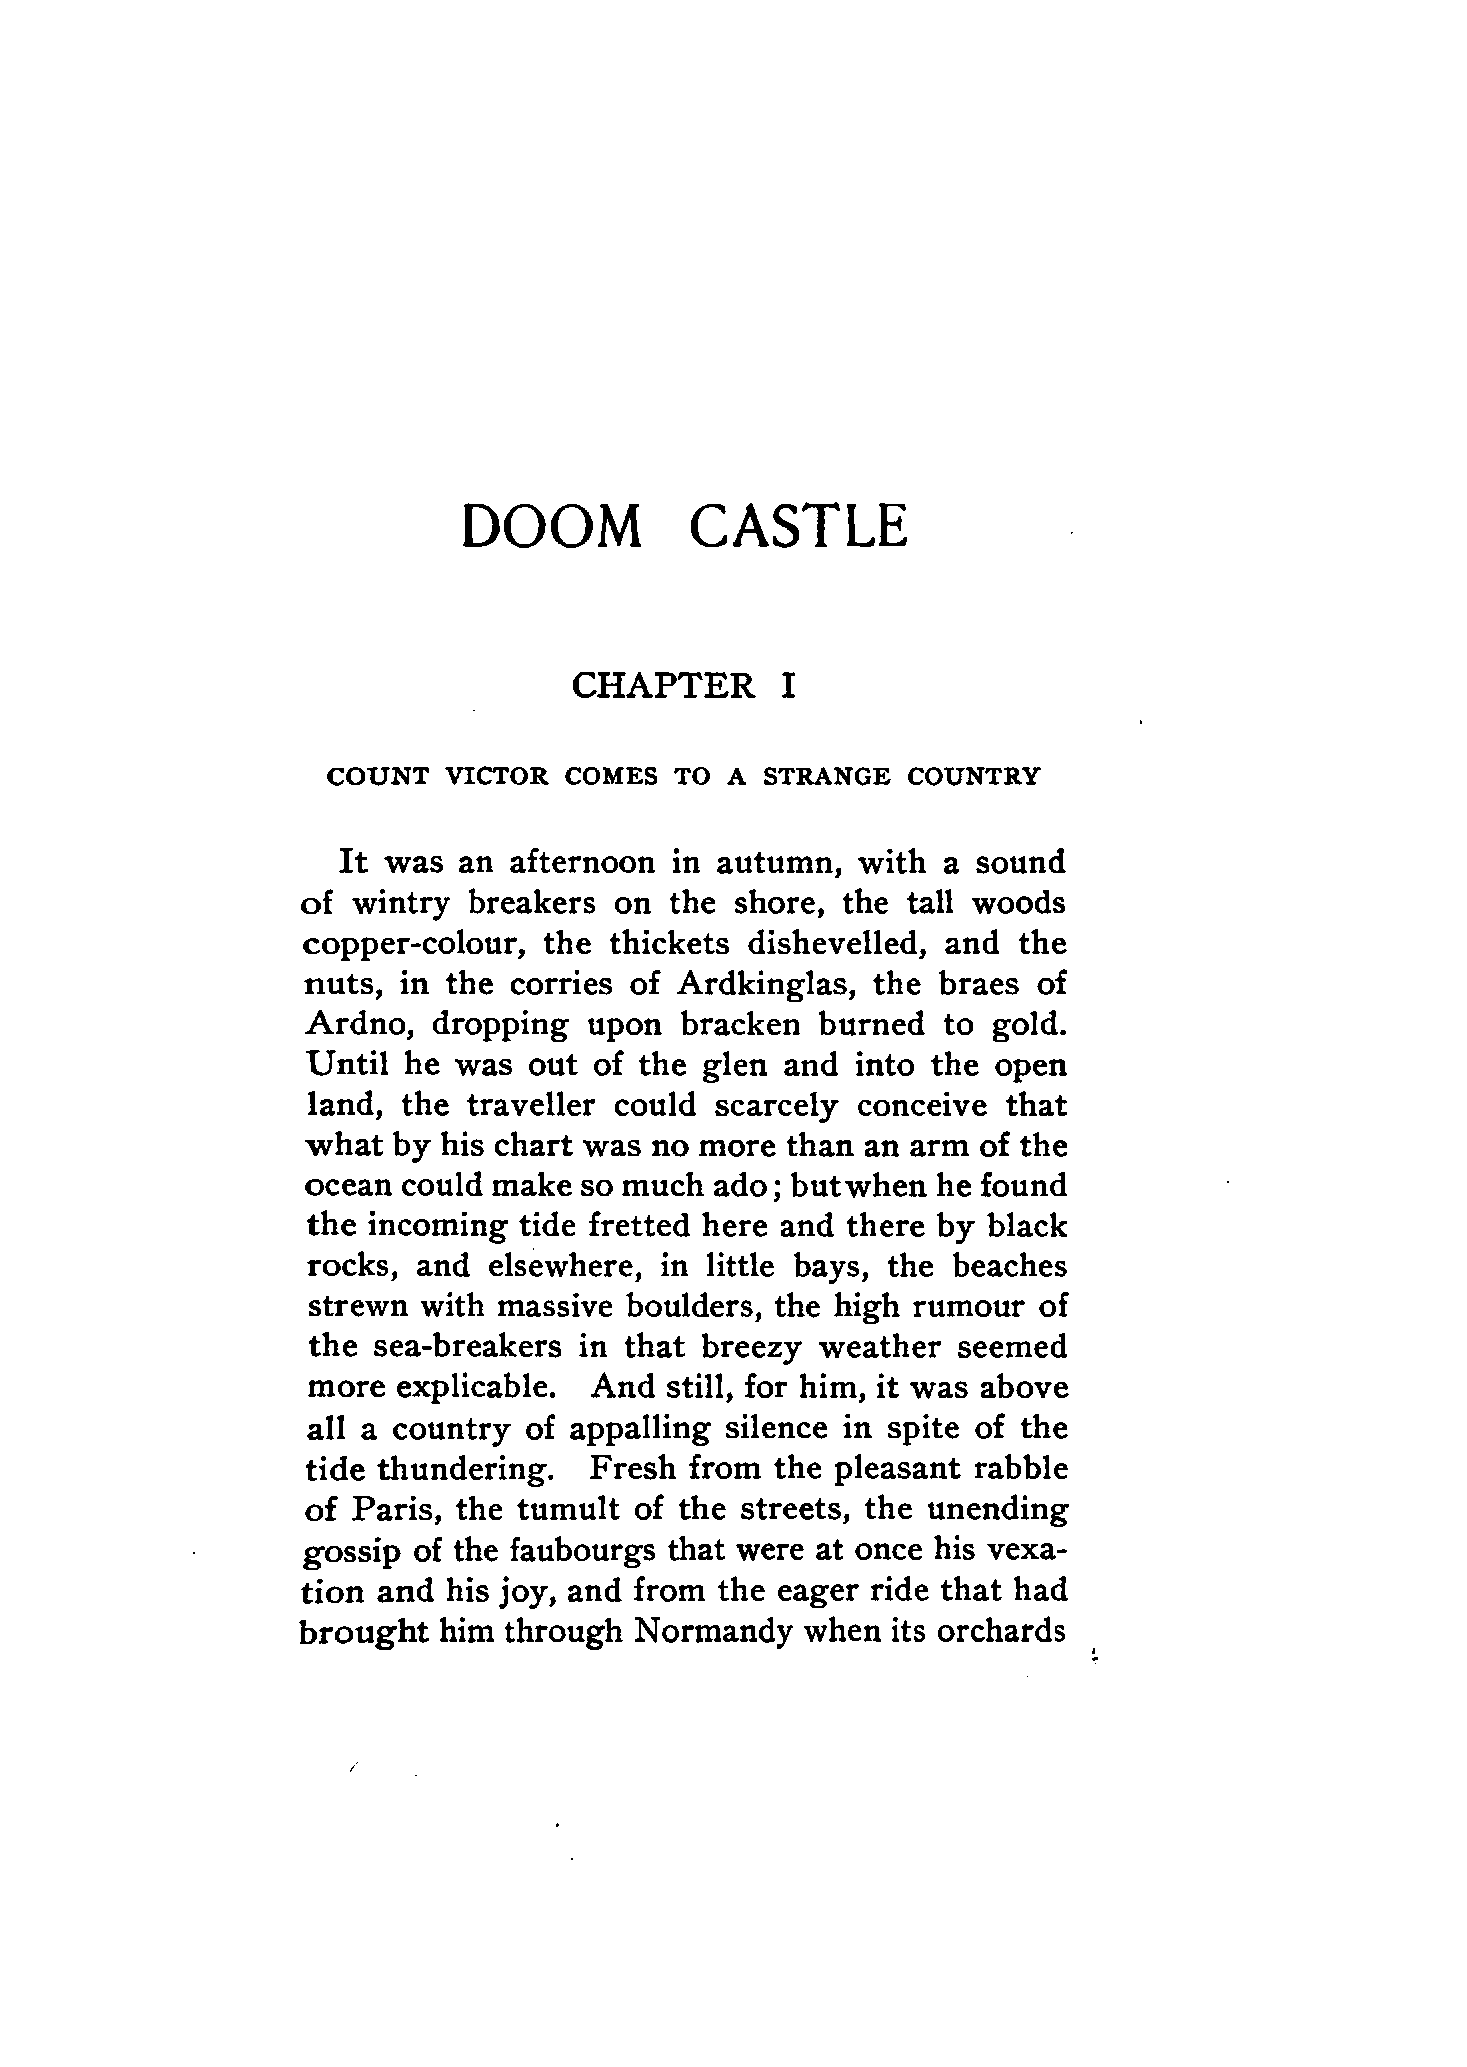 DOOM CASTLE
CHAPTER I
COUNT VICTOR COMES TO A STRANGE COUNTRY
It was an afternoon in autumn, with a sound
of wintry breakers on the shore, the tall woods
copper-colour, the thickets dishevelled, and the
nuts, in the corries of Ardkinglas, the braes of
Ardno, dropping upon bracken burned to gold.
Until he was out of the glen and into the open
land, the traveller could scarcely conceive that
what by his chart was no more than an arm of the
ocean could make so much ado; but when he found
the incoming tide fretted here and there by black
rocks, and elsewhere, in little bays, the beaches
strewn with massive boulders, the high rumour of
the sea-breakers in that breezy weather seemed
more explicable. And still, for him, it was above
all a country of appalling silence in spite of the
tide thundering. Fresh from the pleasant rabble
of Paris, the tumult of the streets, the unending
gossip of the faubourgs that were at once his vexa-
tion and his joy, and from the eager ride that had
brought him through Normandy when its orchards